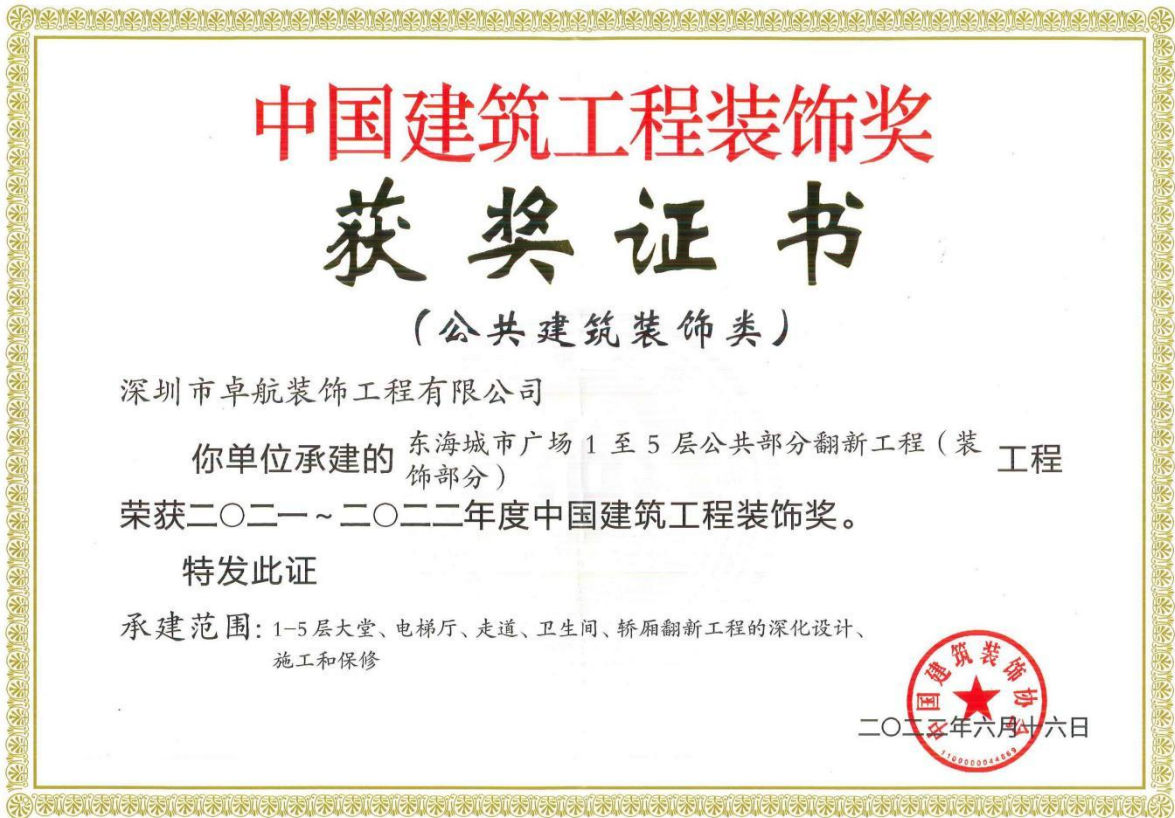 中国建筑工程装饰奖
获奖证书
(公共建筑装饰类)
深圳市卓航装饰工程有限公司
你单位承建的 东海城市广场 1 至 5 层公共部分翻新工程(装
饰部分) 工程
荣获二〇二一~二〇二二年度中国建筑工程装饰奖。
特发此证
承建范围: 1-5 层大堂、电梯厅、走道、卫生间、轿厢翻新工程的深化设计、
施工和保修
中国建筑装饰协会
二〇二三年六月十六日
1100000044869